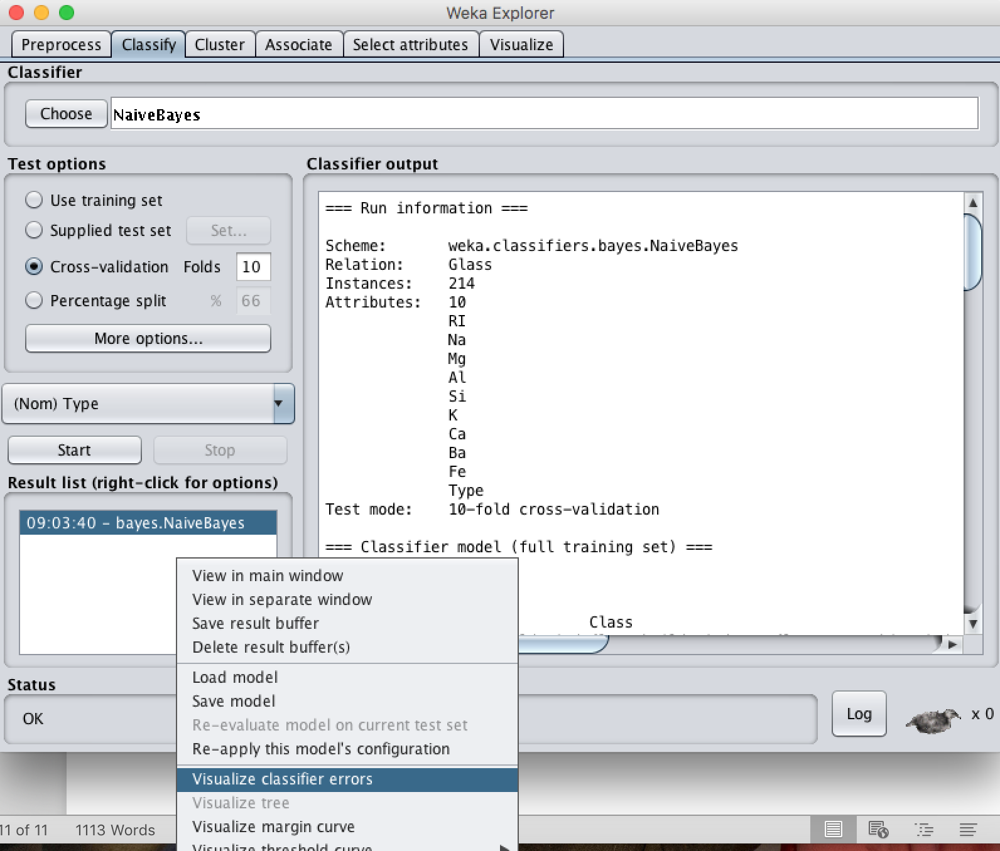 Weka Explorer
Preprocess Classify Cluster Associate Select attributes Visualize
Classifier
Choose NaiveBayes
Test options
Use training set
Supplied test set Set...
Cross-validation Folds 10
Percentage split % 66
More options...
(Nom) Type
Start Stop
Result list (right-click for options)
09:03:40 - bayes.NaiveBayes
Classifier output
=== Run information ===
Scheme: weka.classifiers.bayes.NaiveBayes
Relation: Glass
Instances: 214
Attributes: 10
RI
Na
Mg
Al
Si
K
Ca
Ba
Fe
Type
Test mode: 10-fold cross-validation
=== Classifier model (full training set) ===
Class
View in main window
View in separate window
Save result buffer
Delete result buffer(s)
Load model
Save model
Re-evaluate model on current test set
Re-apply this model's configuration
Visualize classifier errors
Visualize tree
Visualize margin curve
Visualize threshold curve
Status
OK
Log x 0
11 of 11 1113 Words